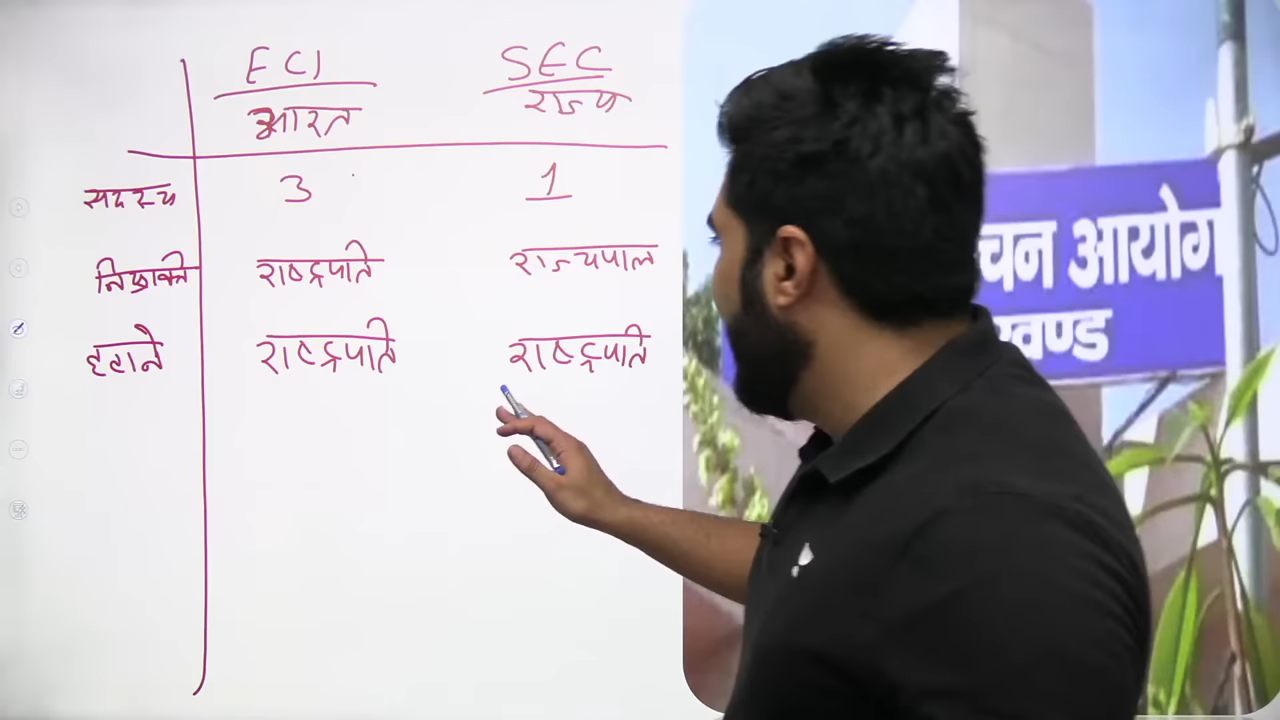 ECI SEC
भारत राज्य
सदस्य 3 1
नियुक्ति राष्ट्रपति राज्यपाल
हटाने राष्ट्रपति राष्ट्रपति
चन आयोग
खण्ड